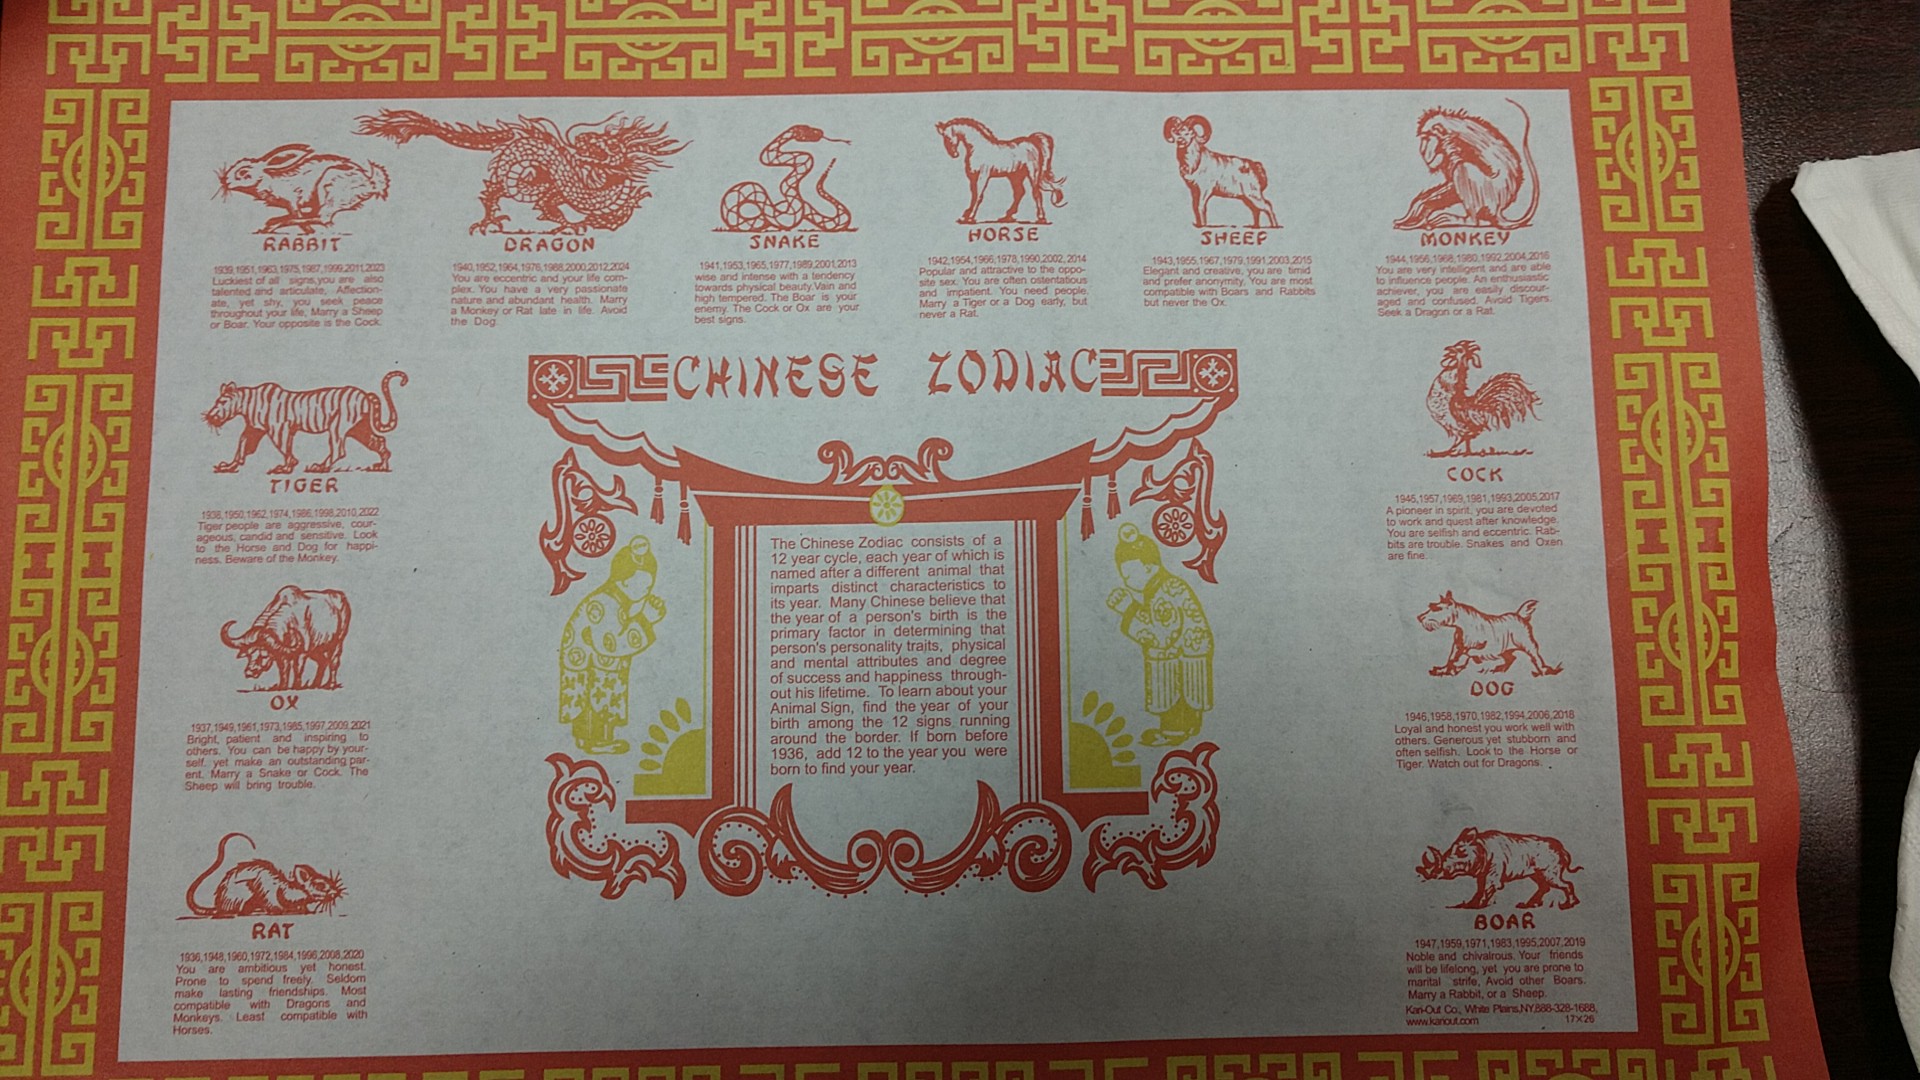 RABBIT
1939,1951,1963,1975,1987,1999,2011,2023
Luckiest of all signs,you are also
talented and articulate. Affection-
ate, yet shy, you seek peace
throughout your life, Marry a Sheep
or Boar. Your opposite is the Cock.
DRAGON
1940,1952,1964,1976,1988,2000,2012,2024
You are eccentric and your life com-
plex. You have a very passionate
nature and abundant health. Marry
a Monkey or Rat late in life. Avoid
the Dog.
SNAKE
1941,1953,1965,1977,1989,2001,2013
wise and intense with a tendency
towards physical beauty.Vain and
high tempered. The Boar is your
enemy. The Cock or Ox are your
best signs.
HORSE
1942,1954,1966,1978,1990,2002, 2014
Popular and attractive to the oppo-
site sex. You are often ostentatious
and impatient. You need people.
Marry a Tiger or a Dog early, but
never a Rat.
SHEEP
1943,1955,1967,1979,1991,2003,2015
Elegant and creative, you are timid
and prefer anonymity. You are most
compatible with Boars and Rabbits
but never the Ox.
MONKEY
1944,1956,1968,1980,1992,2004,2016
You are very intelligent and are able
to influence people. An enthusiastic
achiever, you are easily discour-
aged and confused. Avoid Tigers.
Seek a Dragon or a Rat.
CHINESE ZODIAC
TIGER
1938,1950,1962,1974,1986,1998,2010,2022
Tiger people are aggressive, cour-
ageous, candid and sensitive. Look
to the Horse and Dog for happi-
ness. Beware of the Monkey.
COCK
1945,1957,1969,1981,1993,2005,2017
A pioneer in spirit, you are devoted
to work and quest after knowledge.
You are selfish and eccentric. Rab-
bits are trouble. Snakes and Oxen
are fine.
The Chinese Zodiac consists of a
12 year cycle, each year of which is
named after a different animal that
imparts distinct characteristics to
its year. Many Chinese believe that
the year of a person's birth is the
primary factor in determining that
person's personality traits, physical
and mental attributes and degree
of success and happiness through-
out his lifetime. To learn about your
Animal Sign, find the year of your
birth among the 12 signs running
around the border. If born before
1936, add 12 to the year you were
born to find your year.
OX
1937,1949,1961,1973,1985,1997,2009,2021
Bright, patient and inspiring to
others. You can be happy by your-
self, yet make an outstanding par-
ent. Marry a Snake or Cock. The
Sheep will bring trouble.
DOG
1946,1958,1970,1982,1994,2006,2018
Loyal and honest you work well with
others. Generous yet stubborn and
often selfish. Look to the Horse or
Tiger. Watch out for Dragons.
RAT
1936,1948,1960,1972,1984,1996,2008,2020
You are ambitious yet honest.
Prone to spend freely. Seldom
make lasting friendships. Most
compatible with Dragons and
Monkeys. Least compatible with
Horses.
BOAR
1947,1959,1971,1983,1995,2007,2019
Noble and chivalrous. Your friends
will be lifelong, yet you are prone to
marital strife, Avoid other Boars.
Marry a Rabbit, or a Sheep.
Kari-Out Co., White Plains,NY,888-328-1688,
www.kariout.com 17×26